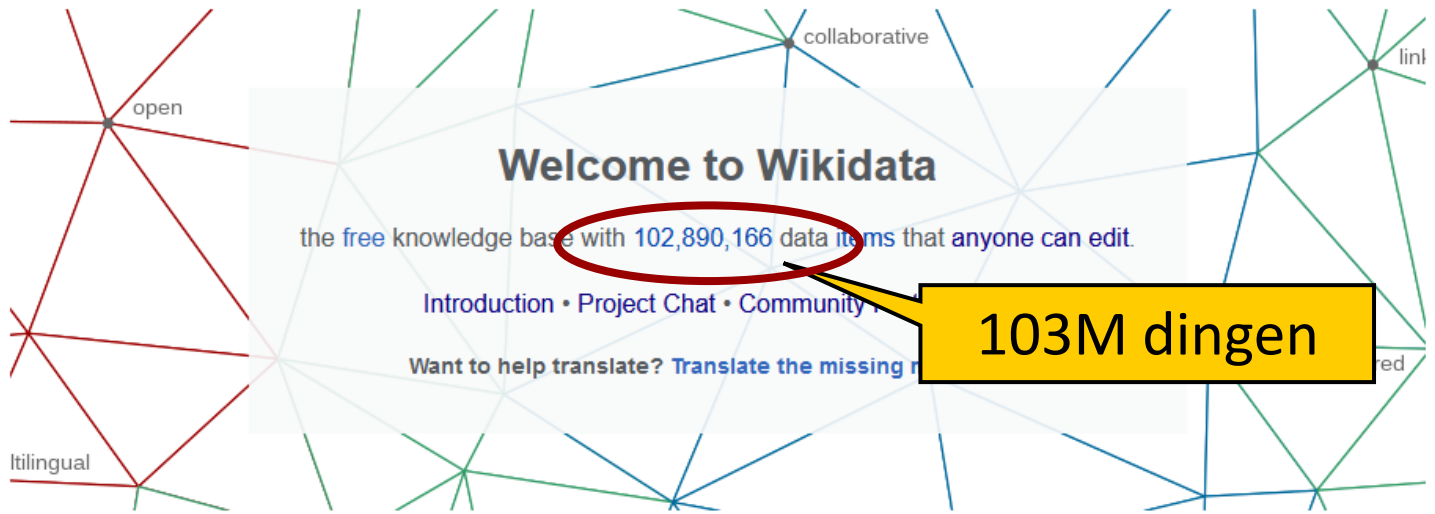 collaborative
link
open
Welcome to Wikidata
the free knowledge base with 102,890,166 data items that anyone can edit.
Introduction • Project Chat • Community
103M dingen
Want to help translate? Translate the missing
red
ltilingual